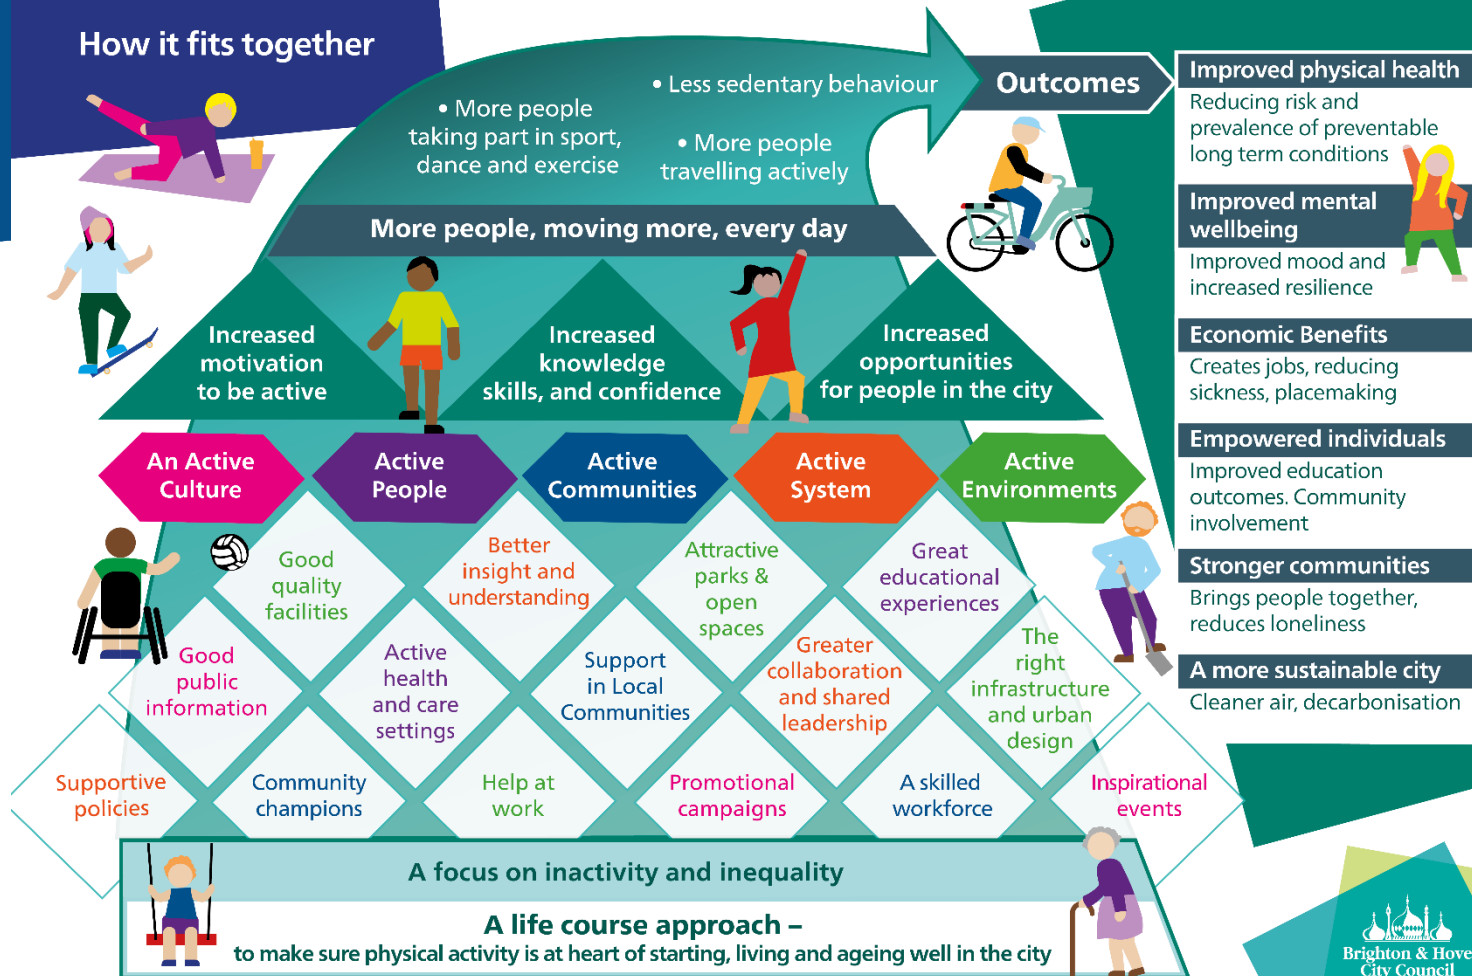 How it fits together
• More people
taking part in sport,
dance and exercise
• Less sedentary behaviour
• More people
travelling actively
Outcomes
More people, moving more, every day
Increased
motivation
to be active
Increased
knowledge
skills, and confidence
Increased
opportunities
for people in the city
An Active
Culture
Active
People
Active
Communities
Active
System
Active
Environments
Good
quality
facilities
Better
insight and
understanding
Attractive
parks &
open
spaces
Great
educational
experiences
Good
public
information
Active
health
and care
settings
Support
in Local
Communities
Greater
collaboration
and shared
leadership
The
right
infrastructure
and urban
design
Supportive
policies
Community
champions
Help at
work
Promotional
campaigns
A skilled
workforce
Inspirational
events
A focus on inactivity and inequality
A life course approach –
to make sure physical activity is at heart of starting, living and ageing well in the city
Improved physical health
Reducing risk and
prevalence of preventable
long term conditions
Improved mental
wellbeing
Improved mood and
increased resilience
Economic Benefits
Creates jobs, reducing
sickness, placemaking
Empowered individuals
Improved education
outcomes. Community
involvement
Stronger communities
Brings people together,
reduces loneliness
A more sustainable city
Cleaner air, decarbonisation
Brighton & Hove
City Council